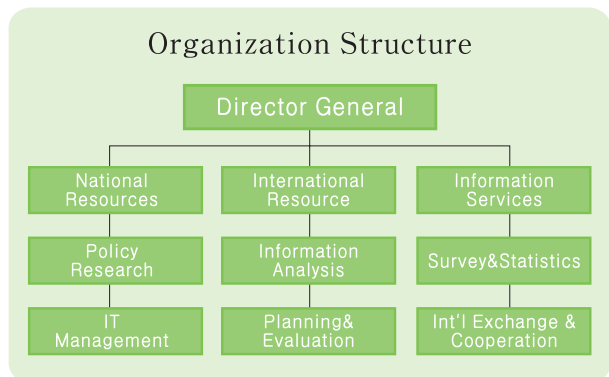 Organization Structure
Director General
National
Resources
International
Resource
Information
Services
Policy
Research
Information
Analysis
Survey&Statistics
IT
Management
Planning&
Evaluation
Int'l Exchange &
Cooperation